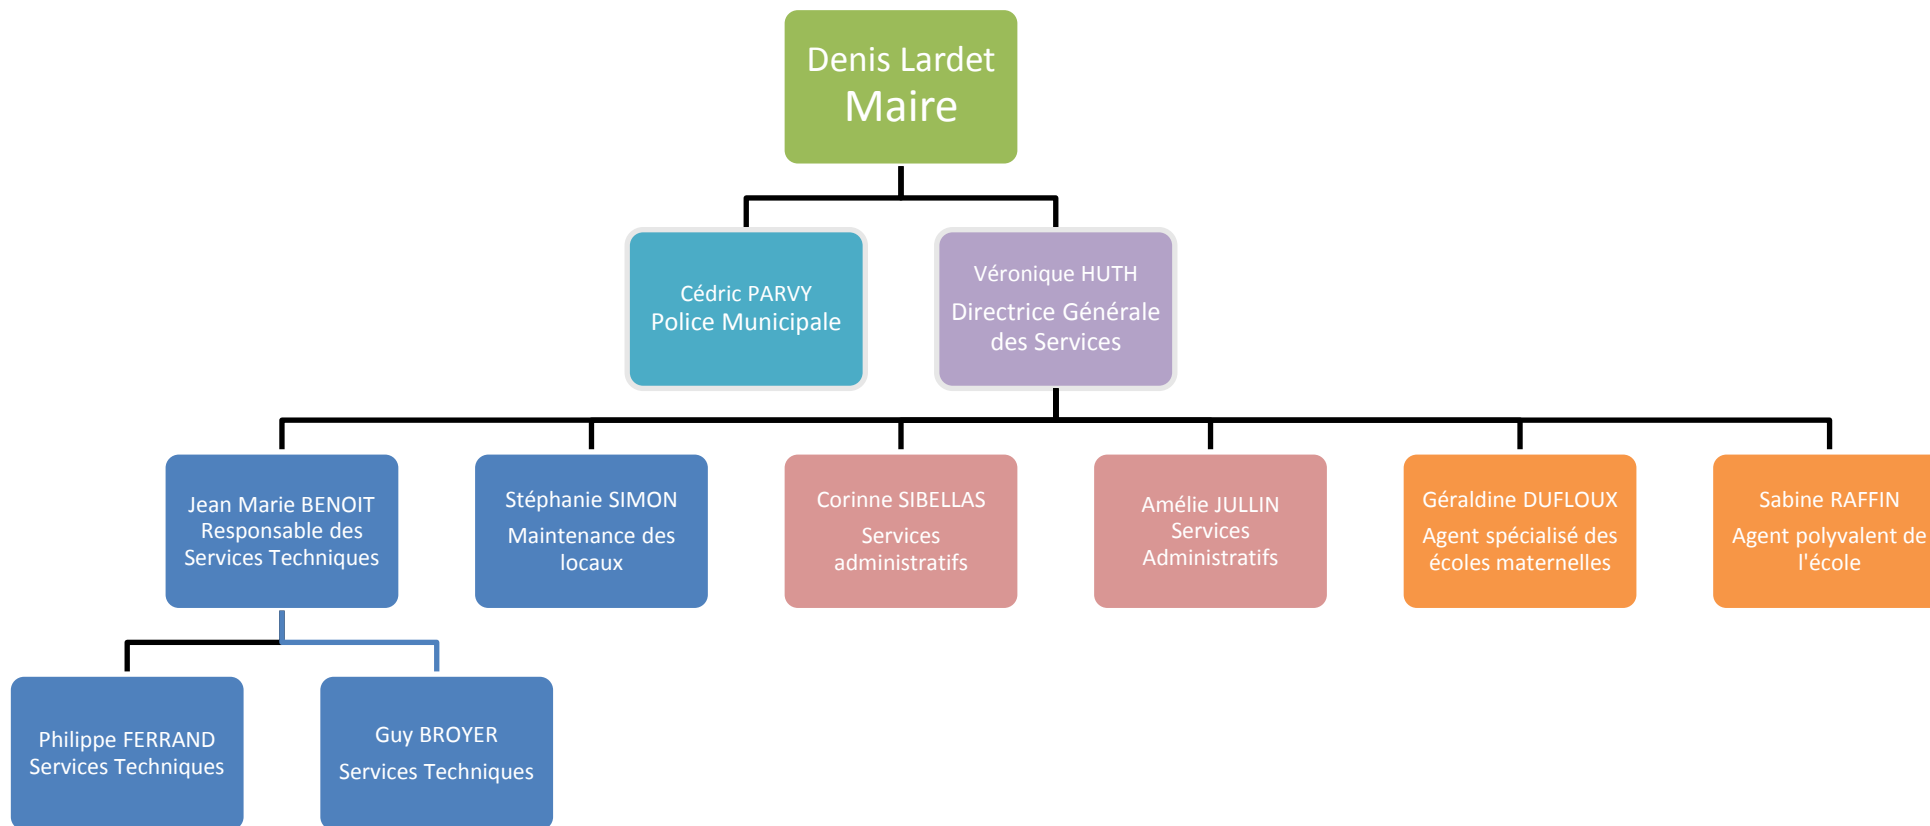 Denis Lardet
Maire
Cédric PARVY
Police Municipale
Véronique HUTH
Directrice Générale
des Services
Jean Marie BENOIT
Responsable des
Services Techniques
Stéphanie SIMON
Maintenance des
locaux
Corinne SIBELLAS
Services
administratifs
Amélie JULLIN
Services
Administratifs
Géraldine DUFLOUX
Agent spécialisé des
écoles maternelles
Sabine RAFFIN
Agent polyvalent de
l'école
Philippe FERRAND
Services Techniques
Guy BROYER
Services Techniques